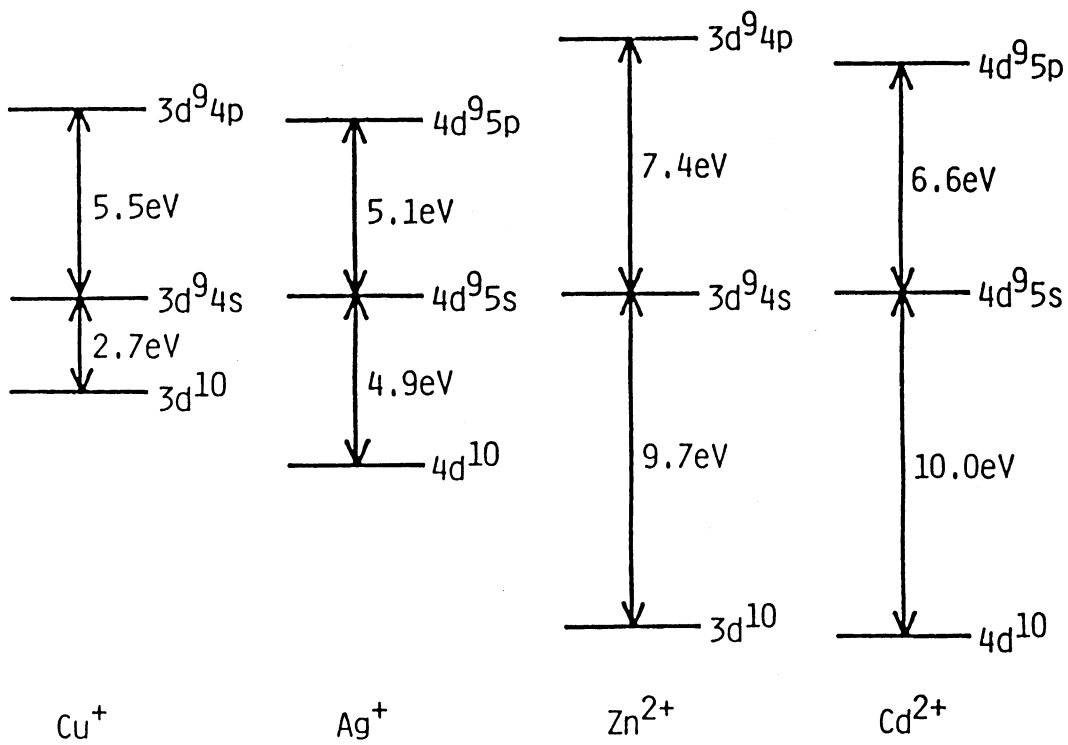 3d⁹4p
5.5eV
3d⁹4s
2.7eV
3d¹⁰
Cu⁺
4d⁹5p
5.1eV
4d⁹5s
4.9eV
4d¹⁰
Ag⁺
3d⁹4p
7.4eV
3d⁹4s
9.7eV
3d¹⁰
Zn²⁺
4d⁹5p
6.6eV
4d⁹5s
10.0eV
4d¹⁰
Cd²⁺